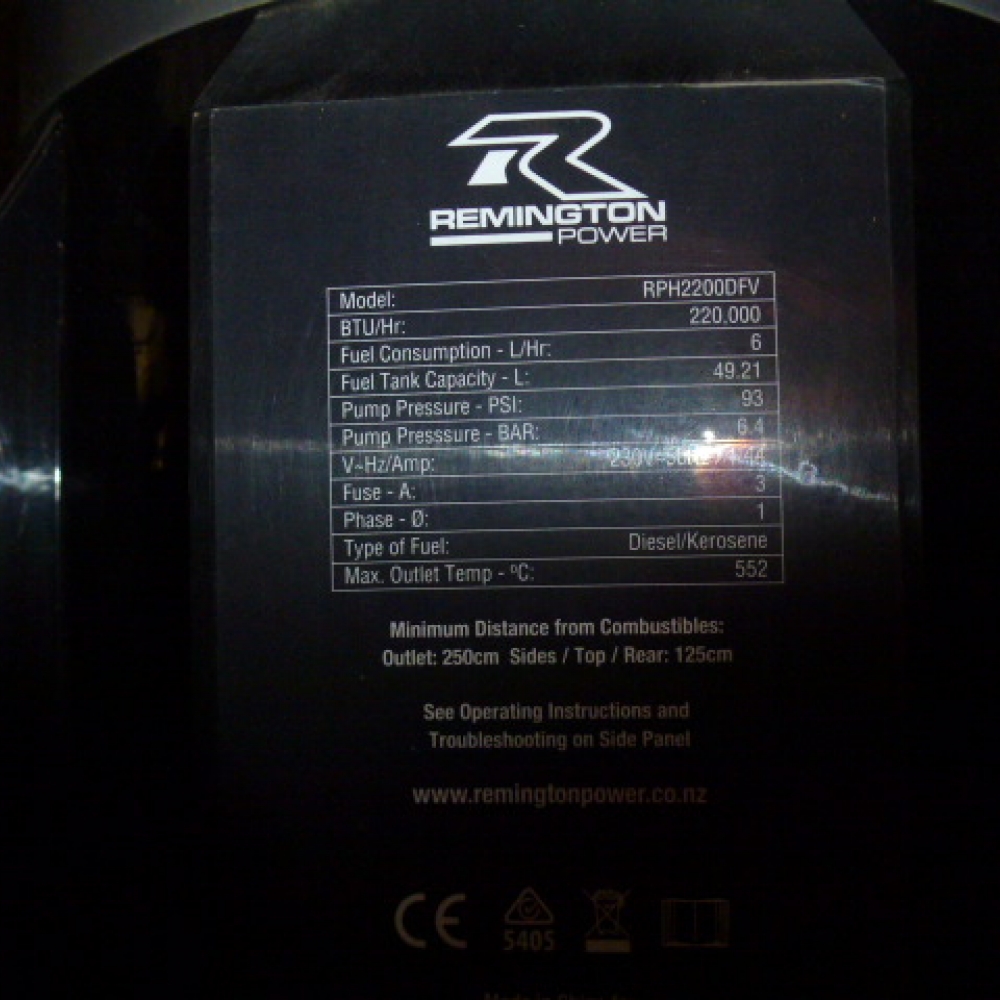 REMINGTON
POWER
Model: RPH2200DFV
BTU/Hr: 220.000
Fuel Consumption - L/Hr: 6
Fuel Tank Capacity - L: 49.21
Pump Pressure - PSI: 93
Pump Presssure - BAR: 6.4
V~Hz/Amp:
Fuse - A: 3
Phase - Ø: 1
Type of Fuel: Diesel/Kerosene
Max. Outlet Temp - ºC: 552
Minimum Distance from Combustibles:
Outlet: 250cm Sides / Top / Rear: 125cm
See Operating Instructions and
Troubleshooting on Side Panel
www.remingtonpower.co.nz
CE
5405